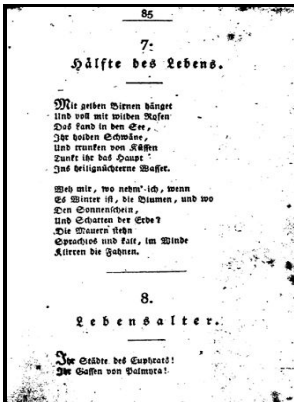 85
7.
Hälfte des Lebens.
Mit gelben Birnen hänget
Und voll mit wilden Rosen
Das Land in den See,
Ihr holden Schwäne,
Und trunken von Küssen
Tunkt ihr das Haupt
Ins heilignüchterne Wasser.
Weh mir, wo nehm' ich, wenn
Es Winter ist, die Blumen, und wo
Den Sonnenschein,
Und Schatten der Erde?
Die Mauern stehn
Sprachlos und kalt, im Winde
Klirren die Fahnen.
8.
Lebensalter.
Ihr Städte des Euphrats!
Ihr Gassen von Palmyra!